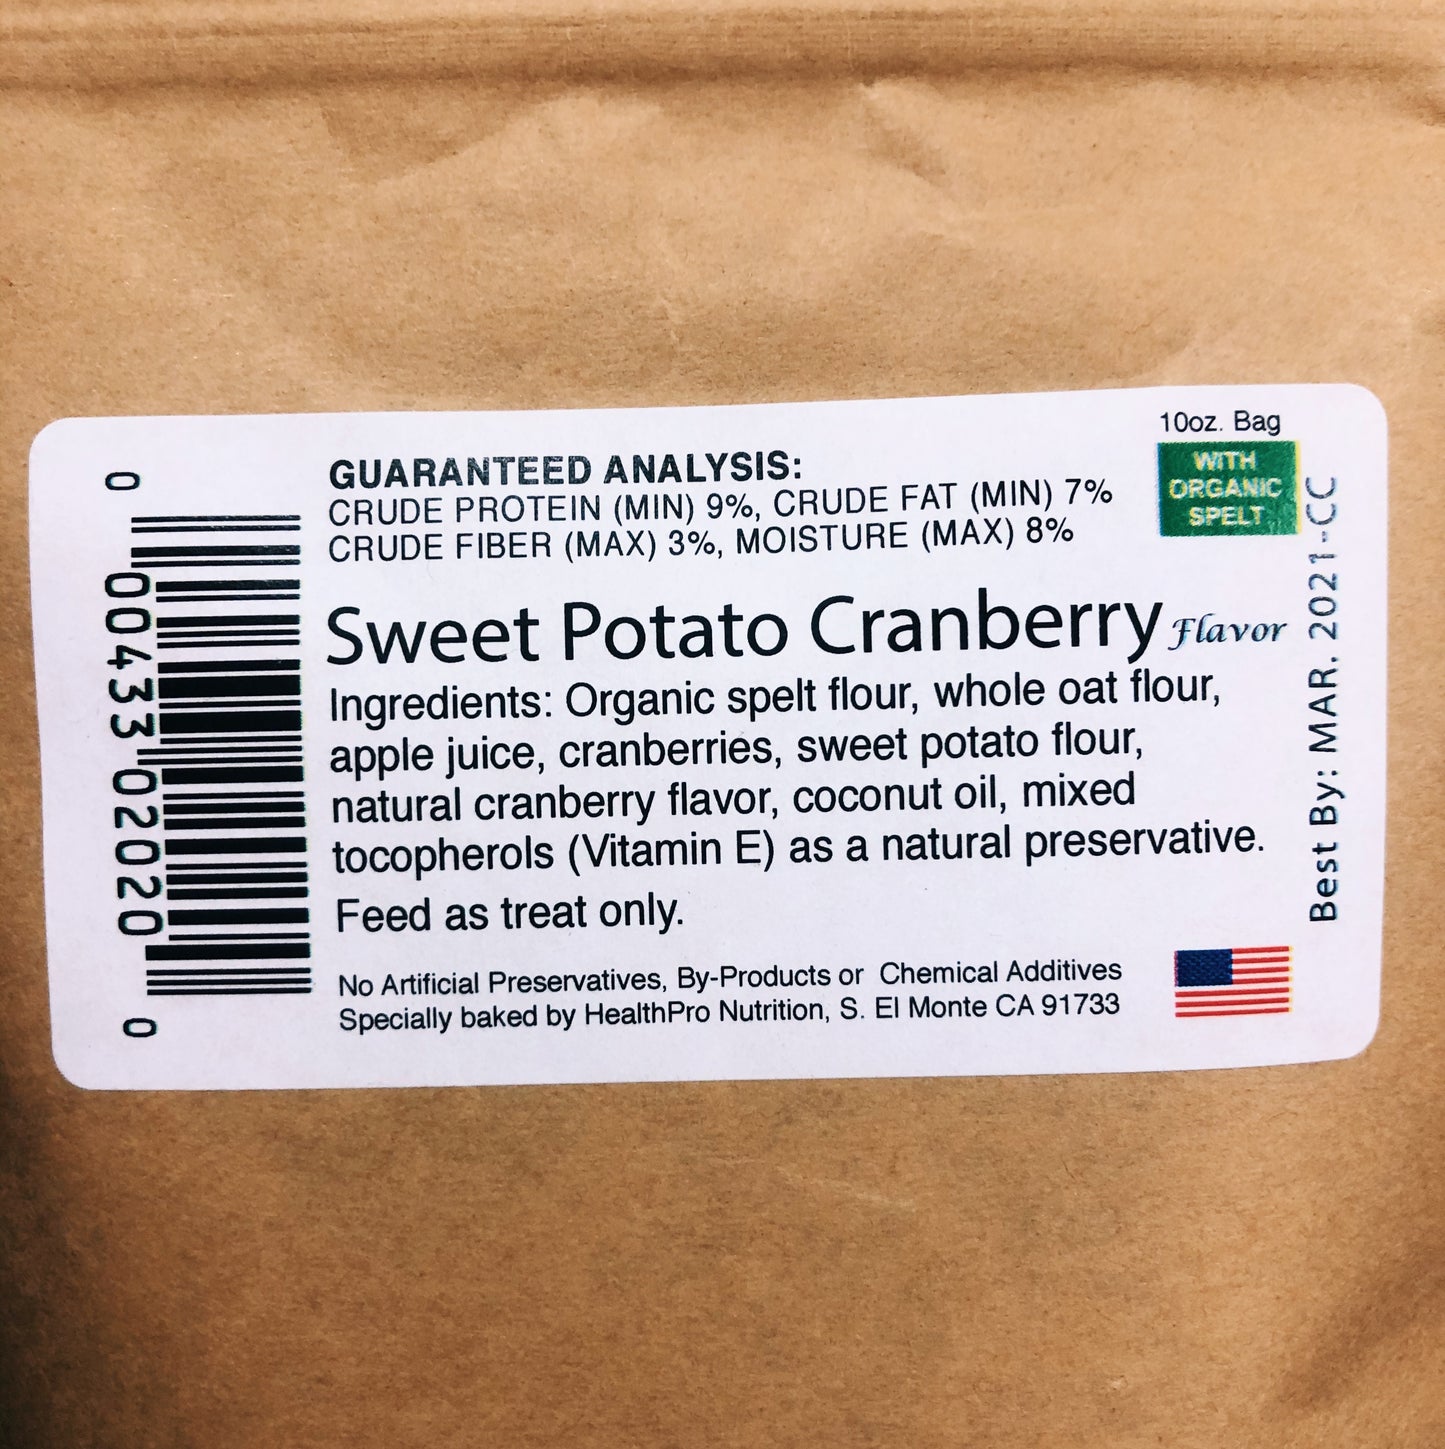 10oz. Bag
WITH
ORGANIC
SPELT
GUARANTEED ANALYSIS:
CRUDE PROTEIN (MIN) 9%, CRUDE FAT (MIN) 7%
CRUDE FIBER (MAX) 3%, MOISTURE (MAX) 8%
Sweet Potato Cranberry Flavor
Ingredients: Organic spelt flour, whole oat flour,
apple juice, cranberries, sweet potato flour,
natural cranberry flavor, coconut oil, mixed
tocopherols (Vitamin E) as a natural preservative.
Feed as treat only.
No Artificial Preservatives, By-Products or Chemical Additives
Specially baked by HealthPro Nutrition, S. El Monte CA 91733
Best By: MAR. 2021-CC
0 00433 02020 0